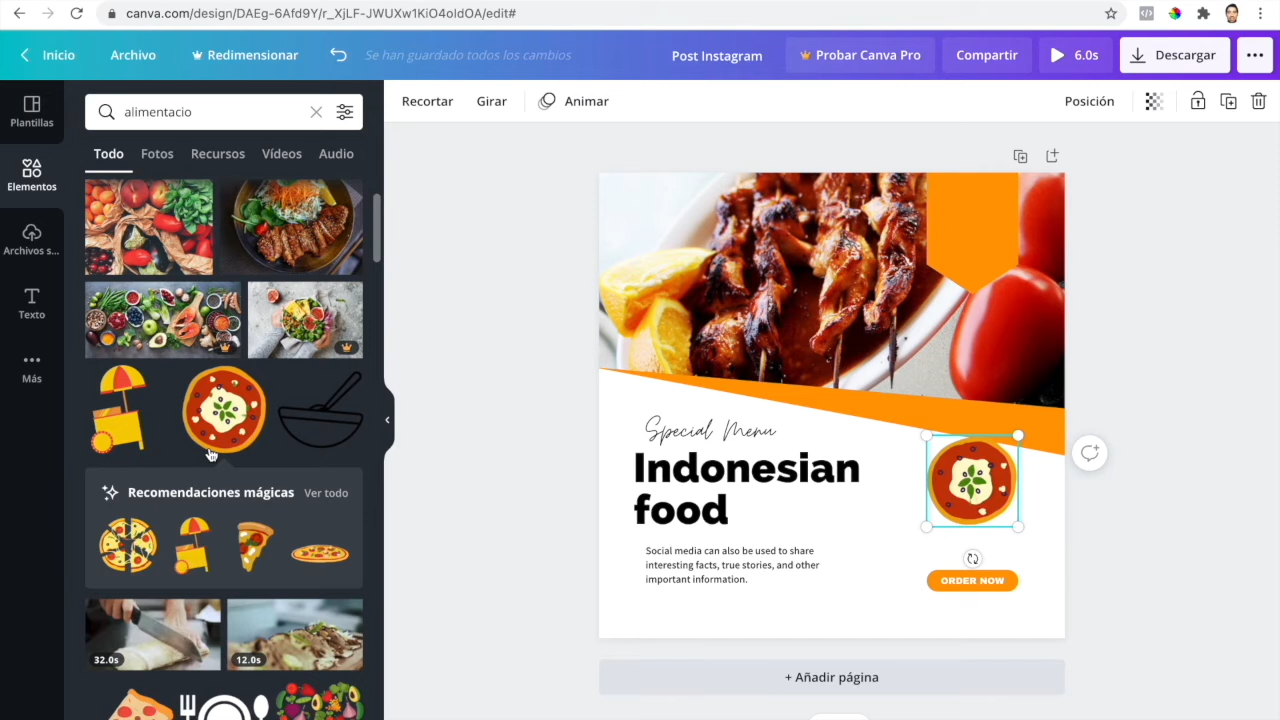 canva.com/design/DAEg-6Afd9Y/r_XjLF-JWUXw1KiO4oldOA/edit#
Inicio
Archivo
Redimensionar
Se han guardado todos los cambios
Post Instagram
Probar Canva Pro
Compartir
6.0s
Descargar
Plantillas
Elementos
Archivos s...
Texto
Más
alimentacio
Todo
Fotos
Recursos
Vídeos
Audio
Recomendaciones mágicas
Ver todo
32.0s
12.0s
Recortar
Girar
Animar
Posición
Special Menu
Indonesian
food
Social media can also be used to share
interesting facts, true stories, and other
important information.
ORDER NOW
+ Añadir página